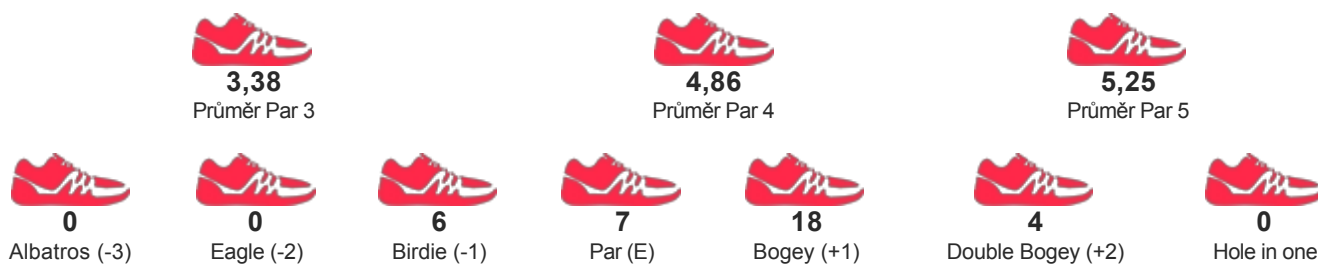 3,38
Průměr Par 3
4,86
Průměr Par 4
5,25
Průměr Par 5
0
Albatros (-3)
0
Eagle (-2)
6
Birdie (-1)
7
Par (E)
18
Bogey (+1)
4
Double Bogey (+2)
0
Hole in one